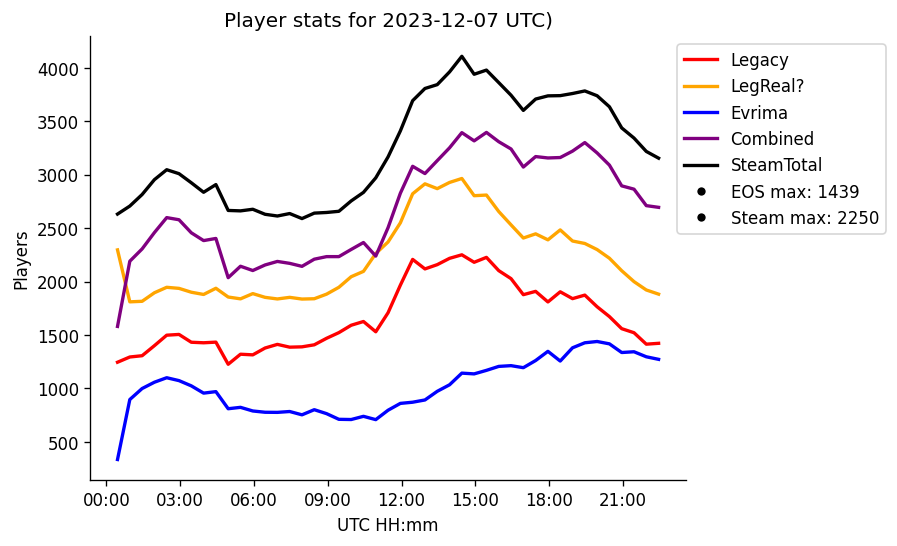 Player stats for 2023-12-07 UTC)
Players
4000
3500
3000
2500
2000
1500
1000
500
00:00 03:00 06:00 09:00 12:00 15:00 18:00 21:00
UTC HH:mm
Legacy
LegReal?
Evrima
Combined
SteamTotal
EOS max: 1439
Steam max: 2250